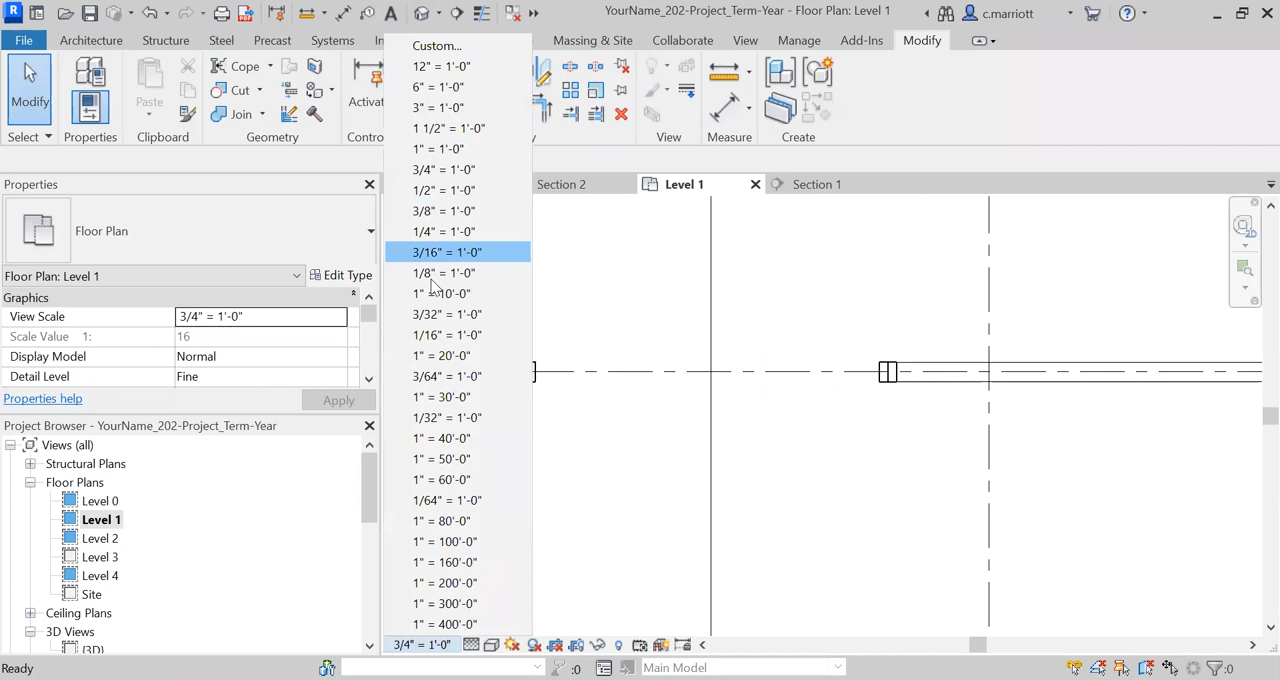 YourName_202-Project_Term-Year - Floor Plan: Level 1
c.marriott
File
Architecture
Structure
Steel
Precast
Systems
In
Massing & Site
Collaborate
View
Manage
Add-Ins
Modify
Modify
Paste
Cope
Cut
Join
Activat
Select
Properties
Clipboard
Geometry
Contro
View
Measure
Create
Custom...
12" = 1'-0"
6" = 1'-0"
3" = 1'-0"
1 1/2" = 1'-0"
1" = 1'-0"
3/4" = 1'-0"
1/2" = 1'-0"
3/8" = 1'-0"
1/4" = 1'-0"
3/16" = 1'-0"
1/8" = 1'-0"
1" = 10'-0"
3/32" = 1'-0"
1/16" = 1'-0"
1" = 20'-0"
3/64" = 1'-0"
1" = 30'-0"
1/32" = 1'-0"
1" = 40'-0"
1" = 50'-0"
1" = 60'-0"
1/64" = 1'-0"
1" = 80'-0"
1" = 100'-0"
1" = 160'-0"
1" = 200'-0"
1" = 300'-0"
1" = 400'-0"
Section 2
Level 1
Section 1
Properties
Floor Plan
Floor Plan: Level 1
Edit Type
Graphics
View Scale 3/4" = 1'-0"
Scale Value 1: 16
Display Model Normal
Detail Level Fine
Properties help
Apply
Project Browser - YourName_202-Project_Term-Year
Views (all)
Structural Plans
Floor Plans
Level 0
Level 1
Level 2
Level 3
Level 4
Site
Ceiling Plans
3D Views
{3D}
3/4" = 1'-0"
Ready
:0
Main Model
:0